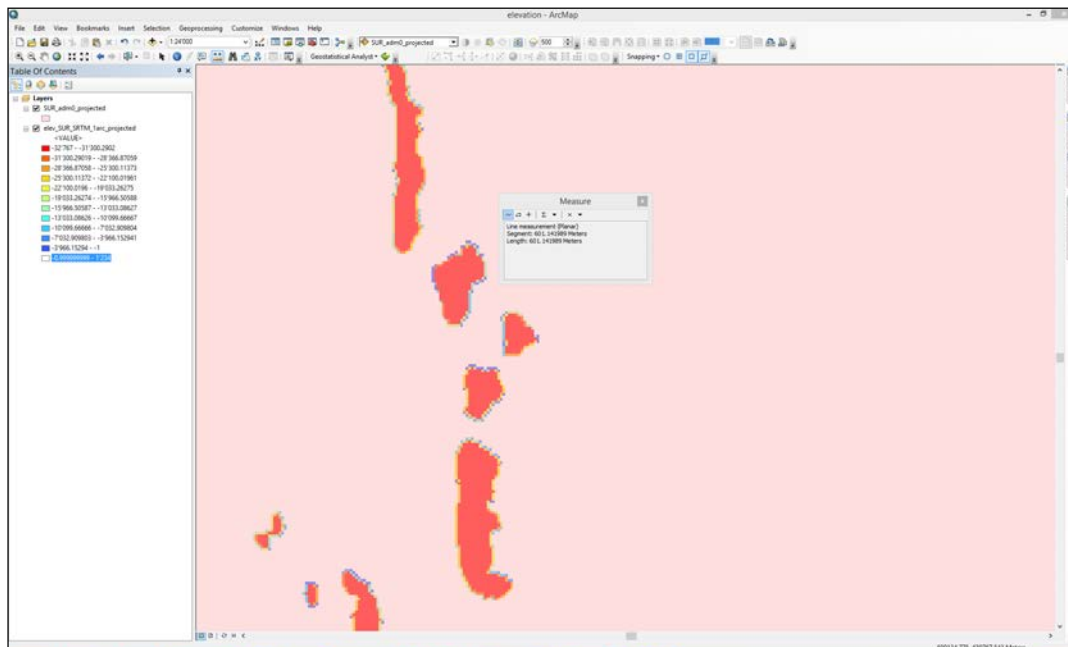 elevation - ArcMap
File Edit View Bookmarks Insert Selection Geoprocessing Customize Windows Help
1:24'000 SUR_adm0_projected 500
Geostatistical Analyst Snapping
Table Of Contents
Layers
SUR_adm0_projected
elev_SUR_SRTM_1arc_projected
<VALUE>
-32'767 - -31'300.2902
-31'300.29019 - -28'366.87059
-28'366.87058 - -25'300.11373
-25'300.11372 - -22'100.01961
-22'100.0196 - -19'033.26275
-19'033.26274 - -15'966.50588
-15'966.50587 - -13'033.08627
-13'033.08626 - -10'099.66667
-10'099.66666 - -7'032.909804
-7'032.909803 - -3'966.152941
-3'966.15294 - -1
Measure
Line measurement (Planar)
Segment: 601.141989 Meters
Length: 601.141989 Meters